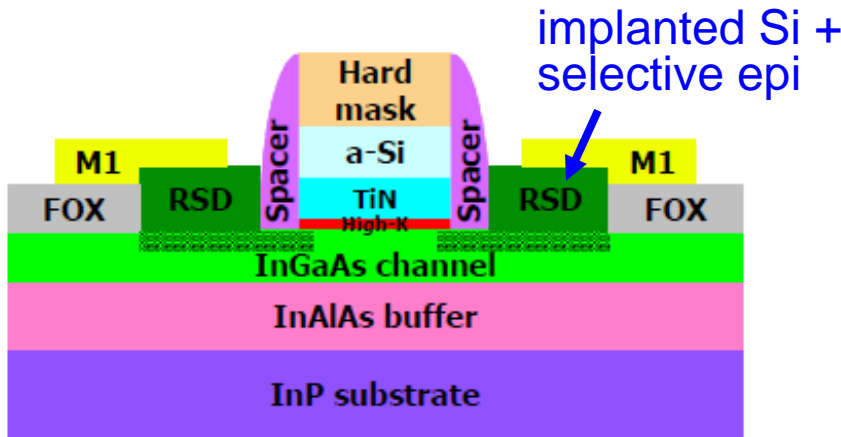 implanted Si +
selective epi
Hard
mask
a-Si
TiN
High-K
Spacer
Spacer
M1
M1
RSD
RSD
FOX
FOX
InGaAs channel
InAlAs buffer
InP substrate